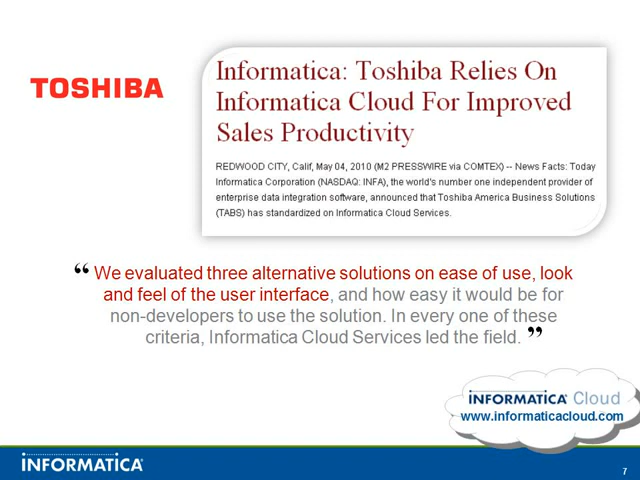 TOSHIBA
Informatica: Toshiba Relies On
Informatica Cloud For Improved
Sales Productivity
REDWOOD CITY, Calif, May 04, 2010 (M2 PRESSWIRE via COMTEX) -- News Facts: Today
Informatica Corporation (NASDAQ: INFA), the world's number one independent provider of
enterprise data integration software, announced that Toshiba America Business Solutions
(TABS) has standardized on Informatica Cloud Services.
“ We evaluated three alternative solutions on ease of use, look
and feel of the user interface, and how easy it would be for
non-developers to use the solution. In every one of these
criteria, Informatica Cloud Services led the field. ”
INFORMATICA Cloud
www.informaticacloud.com
INFORMATICA
7